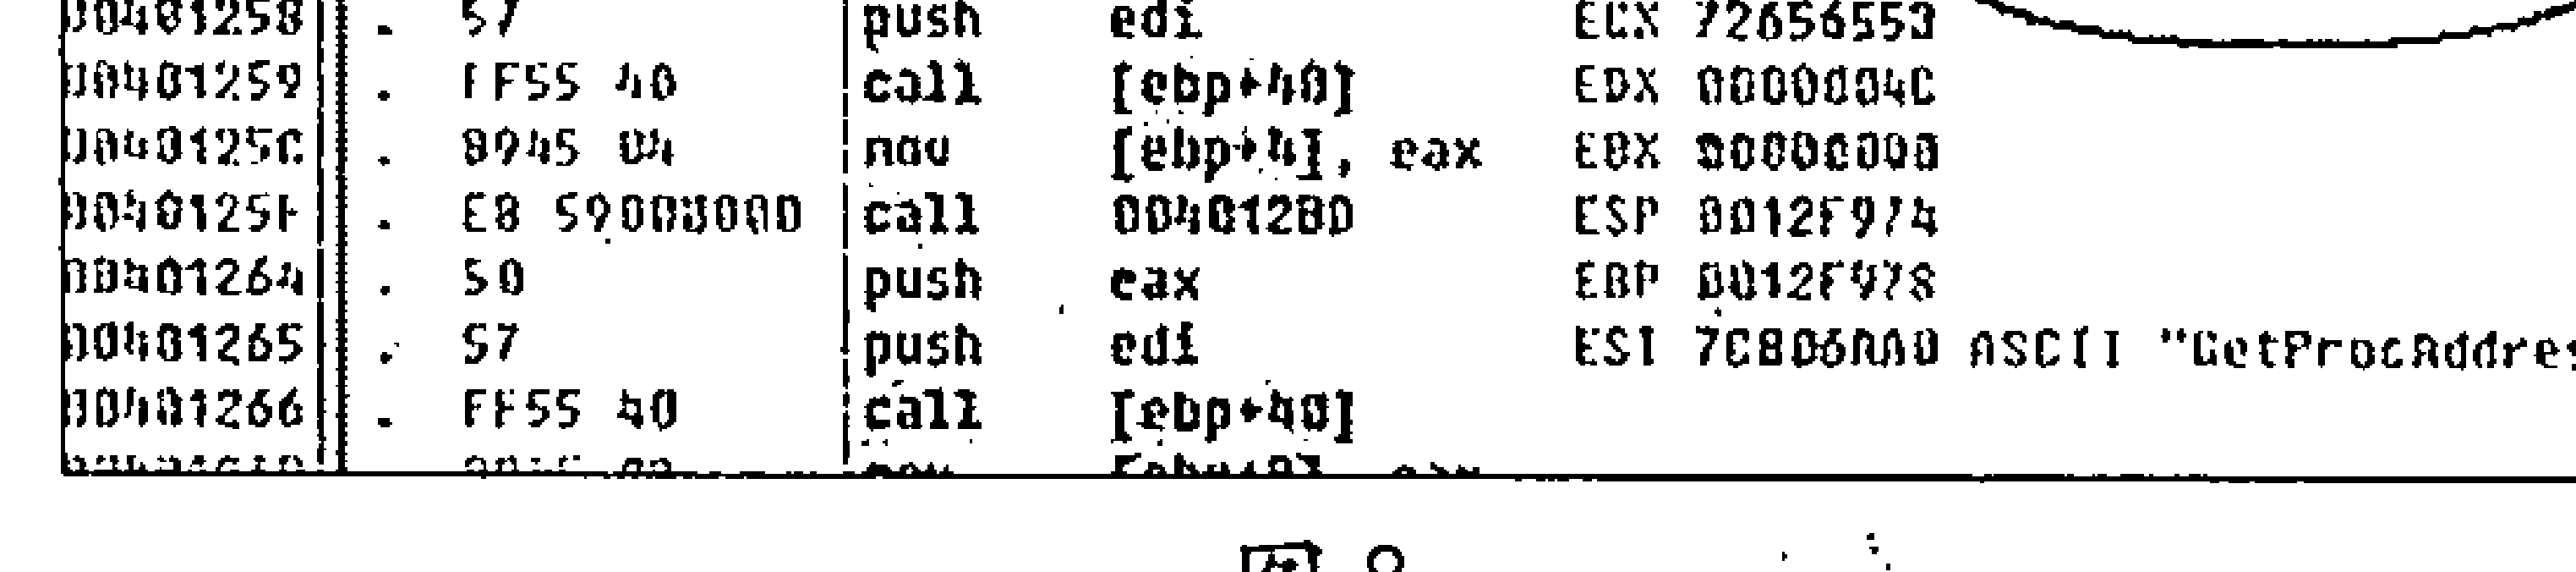 00401258 . 57 push edi ECX 72656553
00401259 . FF55 40 call [ebp+40] EDX 0000004C
0040125C . 8945 04 mov [ebp+4], eax EBX 00000000
0040125F . E8 59000000 call 004012BD ESP 0012F974
00401264 . 50 push eax EBP 0012F978
00401265 . 57 push edi ESI 7C806AA0 ASCII "GetProcAddres
00401266 . FF55 40 call [ebp+40]